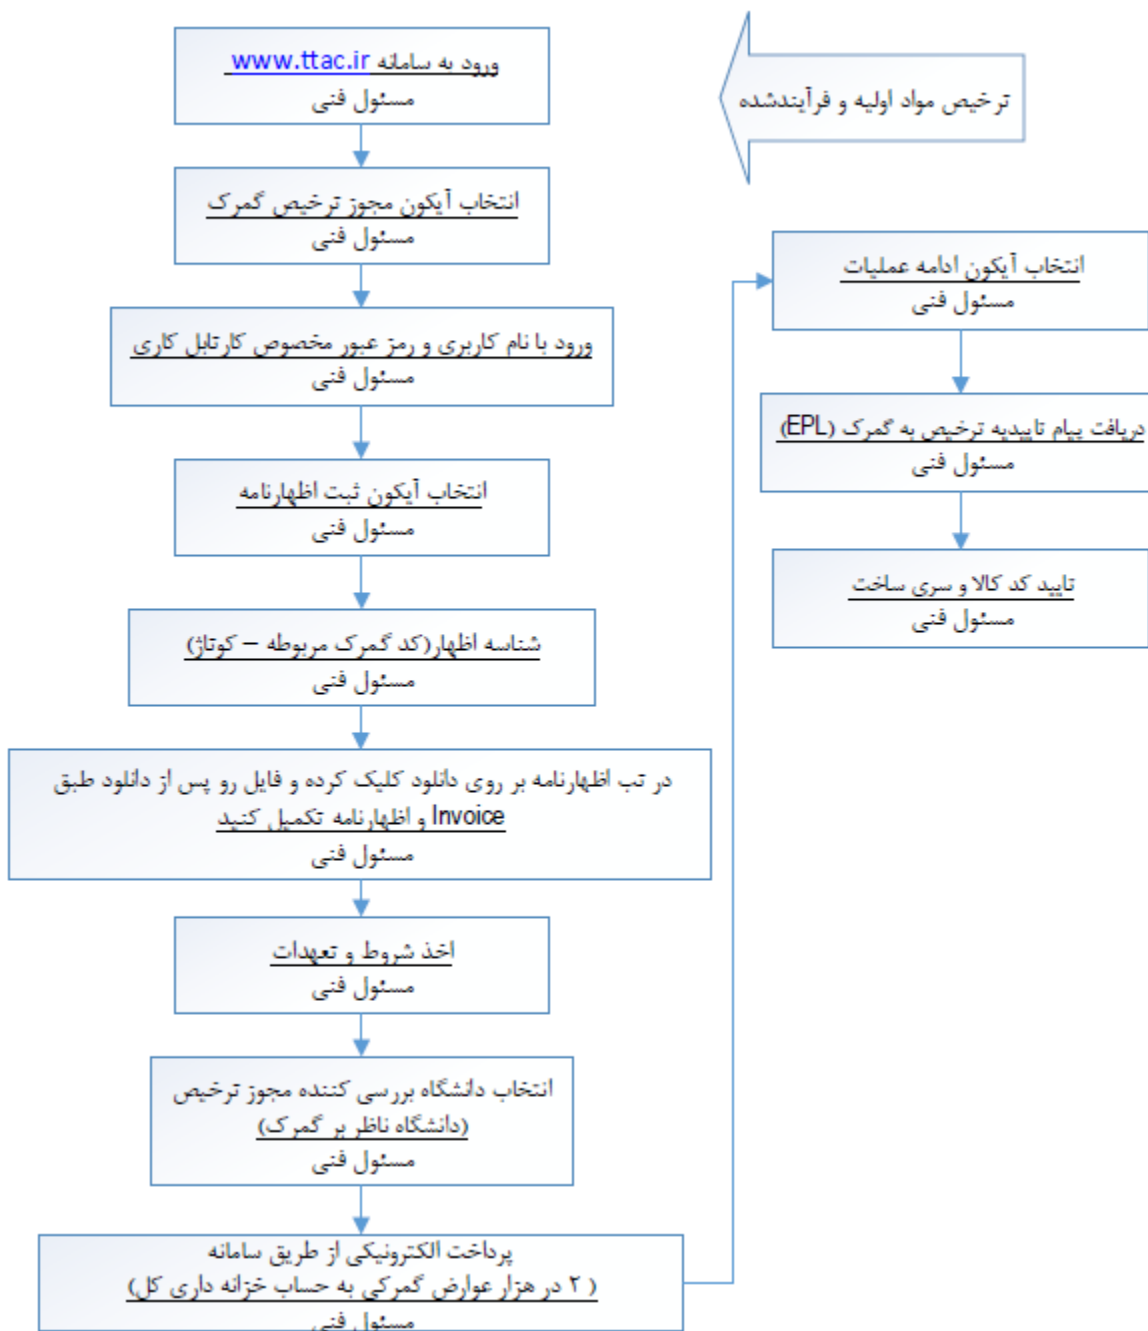 ترخیص مواد اولیه و فرآیندشده
ورود به سامانه www.ttac.ir
مسئول فنی
انتخاب آیکون مجوز ترخیص گمرک
مسئول فنی
ورود با نام کاربری و رمز عبور مخصوص کارتابل کاری
مسئول فنی
انتخاب آیکون ثبت اظهارنامه
مسئول فنی
شناسه اظهار(کد گمرک مربوطه – کوتاژ)
مسئول فنی
در تب اظهارنامه بر روی دانلود کلیک کرده و فایل رو پس از دانلود طبق
Invoice و اظهارنامه تکمیل کنید
مسئول فنی
اخذ شروط و تعهدات
مسئول فنی
انتخاب دانشگاه بررسی کننده مجوز ترخیص
(دانشگاه ناظر بر گمرک)
مسئول فنی
پرداخت الکترونیکی از طریق سامانه
( ۲ در هزار عوارض گمرکی به حساب خزانه داری کل)
مسئول فنی
انتخاب آیکون ادامه عملیات
مسئول فنی
دریافت پیام تاییدیه ترخیص به گمرک (EPL)
مسئول فنی
تایید کد کالا و سری ساخت
مسئول فنی